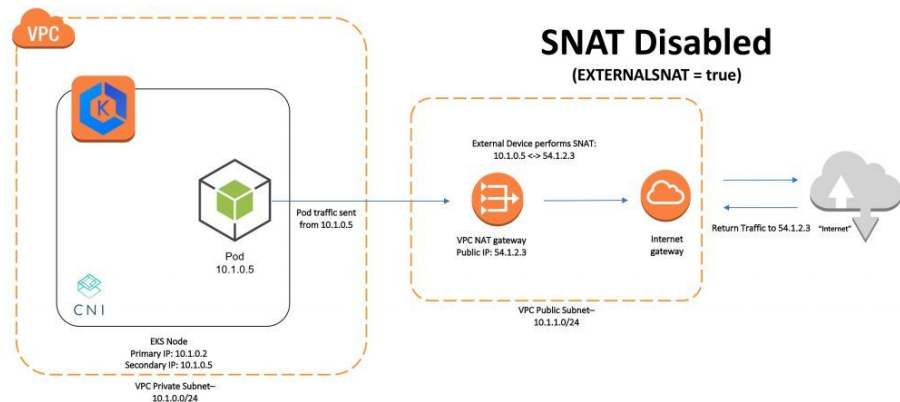 VPC
SNAT Disabled
(EXTERNALSNAT = true)
K
External Device performs SNAT:
10.1.0.5 <-> 54.1.2.3
Pod traffic sent
from 10.1.0.5
Pod
10.1.0.5
VPC NAT gateway
Public IP: 54.1.2.3
Internet
gateway
Return Traffic to 54.1.2.3
"Internet"
CNI
VPC Public Subnet–
10.1.1.0/24
EKS Node
Primary IP: 10.1.0.2
Secondary IP: 10.1.0.5
VPC Private Subnet–
10.1.0.0/24